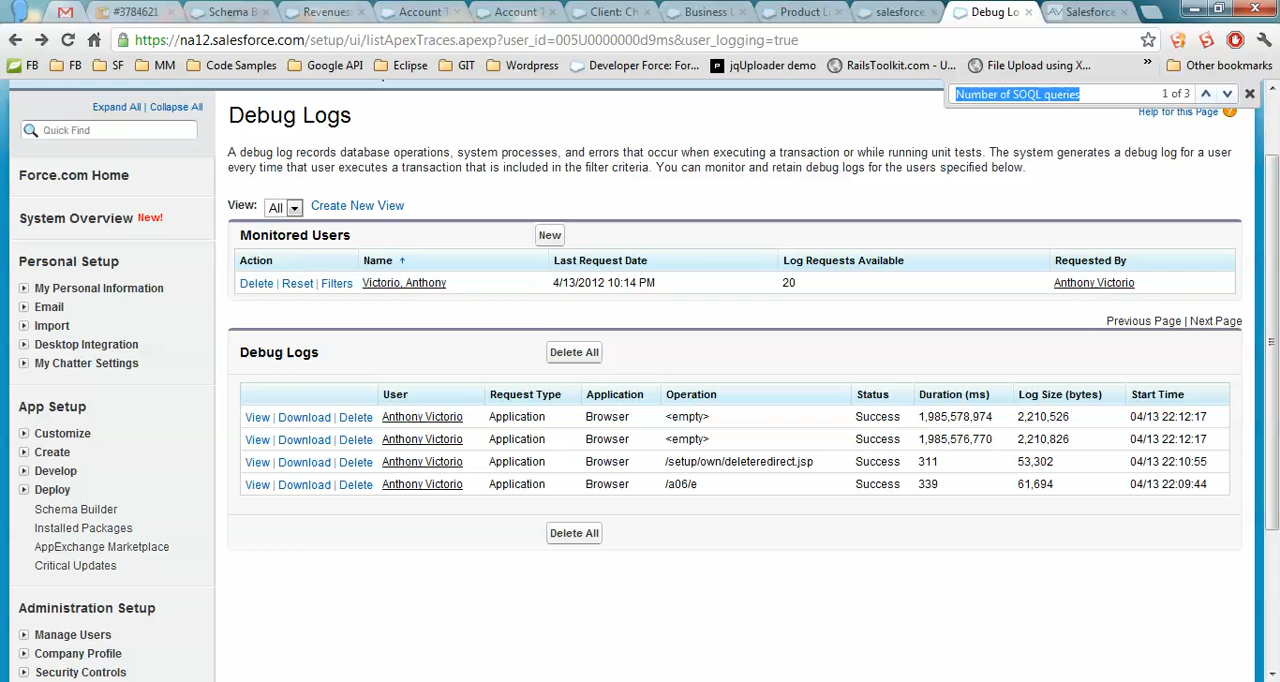 #3784621
Schema B
Revenues
Account T
Account T
Client: Ch
Business L
Product L
salesforce.
Debug Lo
Salesforce
https://na12.salesforce.com/setup/ui/listApexTraces.apexp?user_id=005U0000000d9ms&user_logging=true
FB FB SF MM Code Samples Google API Eclipse GIT Wordpress Developer Force: For... jqUploader demo RailsToolkit.com - U... File Upload using X... » Other bookmarks
Number of SOQL queries 1 of 3
Expand All | Collapse All
Quick Find
Force.com Home
System Overview New!
Personal Setup
My Personal Information
Email
Import
Desktop Integration
My Chatter Settings
App Setup
Customize
Create
Develop
Deploy
Schema Builder
Installed Packages
AppExchange Marketplace
Critical Updates
Administration Setup
Manage Users
Company Profile
Security Controls
Debug Logs
Help for this Page ?
A debug log records database operations, system processes, and errors that occur when executing a transaction or while running unit tests. The system generates a debug log for a user
every time that user executes a transaction that is included in the filter criteria. You can monitor and retain debug logs for the users specified below.
View: All Create New View
Monitored Users New
Action Name Last Request Date Log Requests Available Requested By
Delete | Reset | Filters Victorio, Anthony 4/13/2012 10:14 PM 20 Anthony Victorio
Previous Page | Next Page
Debug Logs Delete All
User Request Type Application Operation Status Duration (ms) Log Size (bytes) Start Time
View | Download | Delete Anthony Victorio Application Browser <empty> Success 1,985,578,974 2,210,526 04/13 22:12:17
View | Download | Delete Anthony Victorio Application Browser <empty> Success 1,985,576,770 2,210,826 04/13 22:12:17
View | Download | Delete Anthony Victorio Application Browser /setup/own/deleteredirect.jsp Success 311 53,302 04/13 22:10:55
View | Download | Delete Anthony Victorio Application Browser /a06/e Success 339 61,694 04/13 22:09:44
Delete All